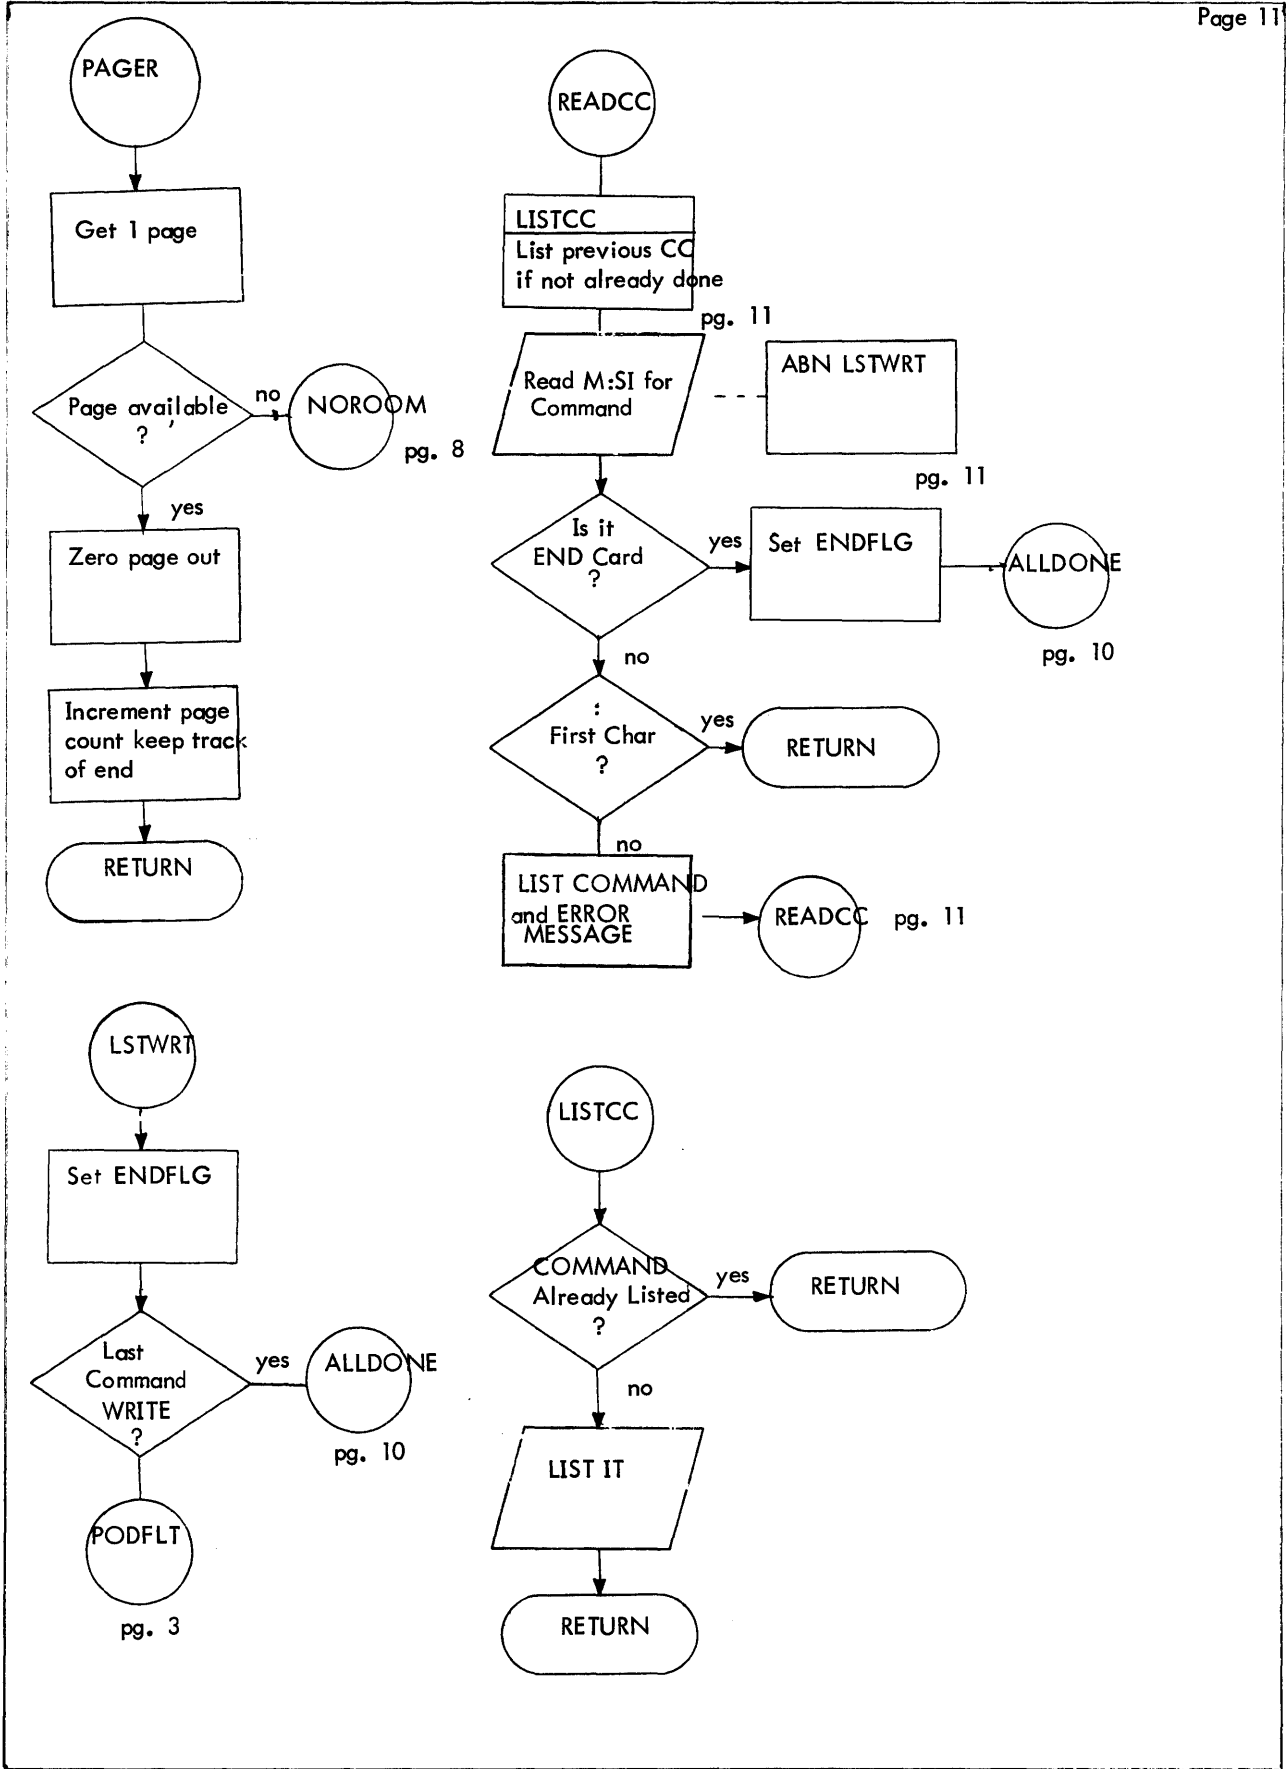 Page 11
PAGER
Get 1 page
Page available
?
no
NOROOM
pg. 8
yes
Zero page out
Increment page
count keep track
of end
RETURN
READCC
LISTCC
List previous CC
if not already done
pg. 11
Read M:SI for
Command
ABN LSTWRT
pg. 11
Is it
END Card
?
yes
Set ENDFLG
ALLDONE
pg. 10
no
:
First Char
?
yes
RETURN
no
LIST COMMAND
and ERROR
MESSAGE
READCC
pg. 11
LSTWRT
Set ENDFLG
Last
Command
WRITE
?
yes
ALLDONE
pg. 10
PODFLT
pg. 3
LISTCC
COMMAND
Already Listed
?
yes
RETURN
no
LIST IT
RETURN